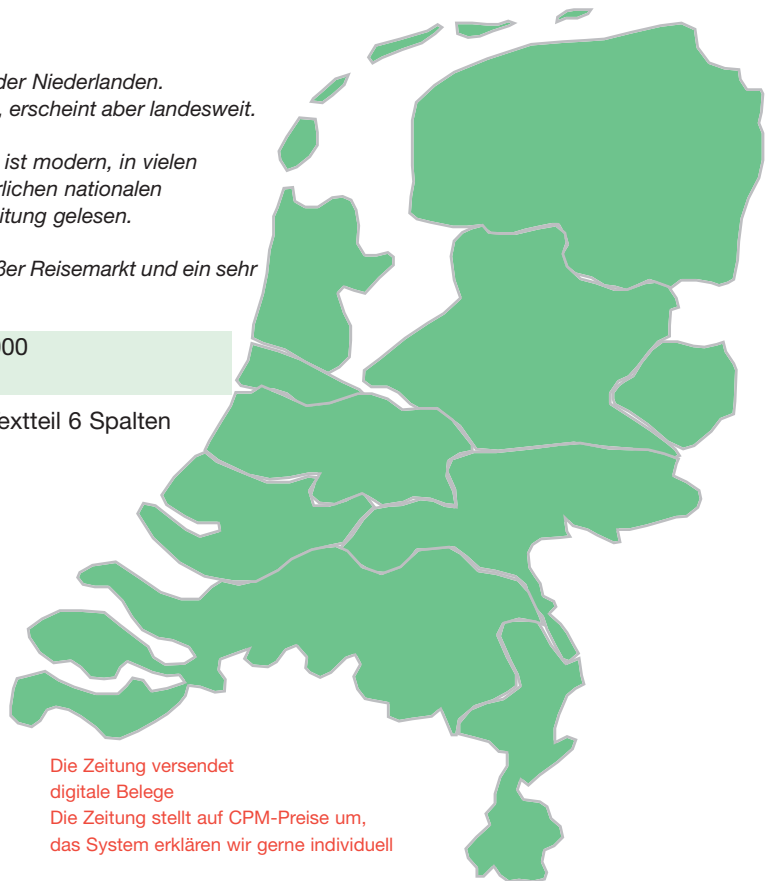 der Niederlanden.
, erscheint aber landesweit.
ist modern, in vielen
rlichen nationalen
itung gelesen.
ßer Reisemarkt und ein sehr
000
extteil 6 Spalten
Die Zeitung versendet
digitale Belege
Die Zeitung stellt auf CPM-Preise um,
das System erklären wir gerne individuell